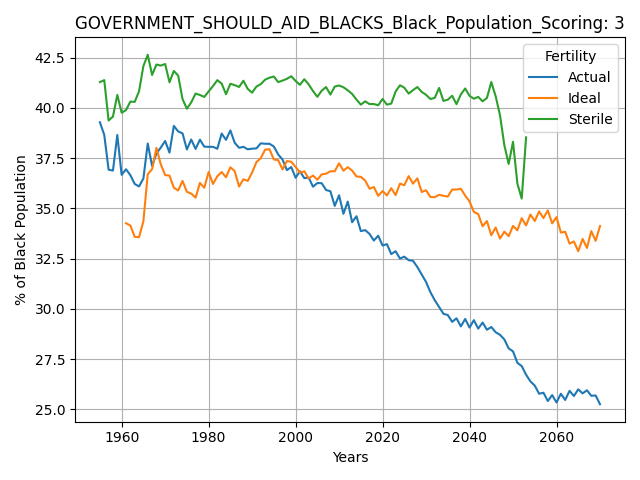 GOVERNMENT_SHOULD_AID_BLACKS_Black_Population_Scoring: 3
Fertility
Actual
Ideal
Sterile
% of Black Population
42.5
40.0
37.5
35.0
32.5
30.0
27.5
25.0
1960 1980 2000 2020 2040 2060
Years